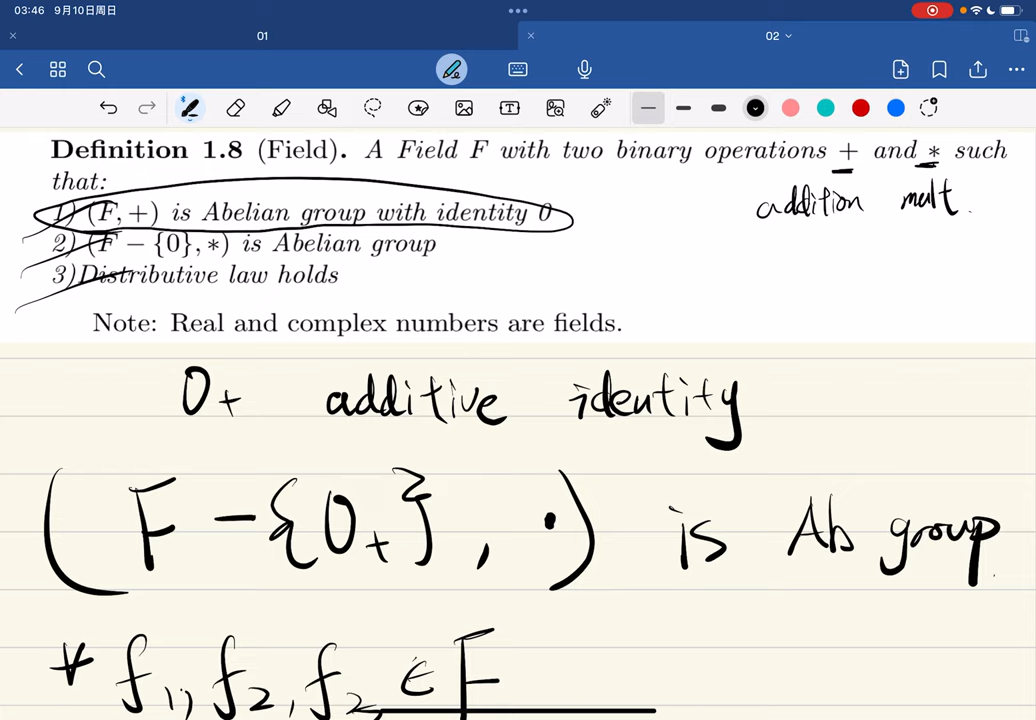 03:46 9月10日周日
01
02
Definition 1.8 (Field). A Field F with two binary operations + and * such
that:
addition mult.
1) (F, +) is Abelian group with identity 0
2) (F − {0}, *) is Abelian group
3)Distributive law holds
Note: Real and complex numbers are fields.
0+ additive identity
(F − {0+}, ·) is Ab group.
∀ f1, f2, f2 ∈ F